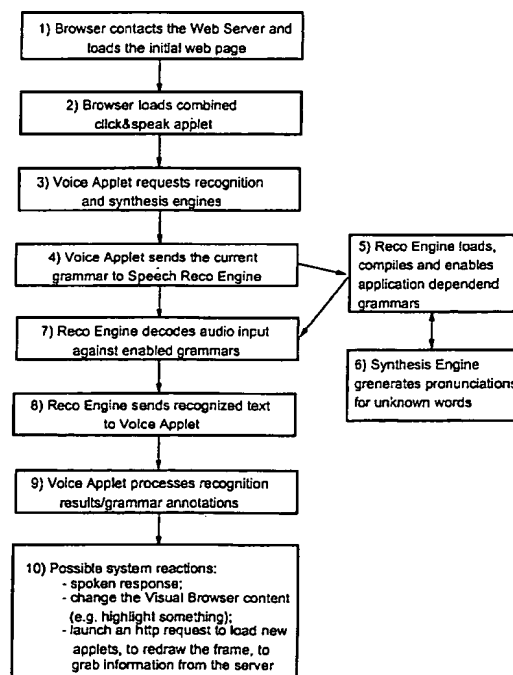 1) Browser contacts the Web Server and
loads the initial web page
2) Browser loads combined
click&speak applet
3) Voice Applet requests recognition
and synthesis engines
4) Voice Applet sends the current
grammar to Speech Reco Engine
5) Reco Engine loads,
compiles and enables
application dependend
grammars
6) Synthesis Engine
grenerates pronunciations
for unknown words
7) Reco Engine decodes audio input
against enabled grammars
8) Reco Engine sends recognized text
to Voice Applet
9) Voice Applet processes recognition
results/grammar annotations
10) Possible system reactions:
- spoken response;
- change the Visual Browser content
(e.g. highlight something);
- launch an http request to load new
applets, to redraw the frame, to
grab information from the server